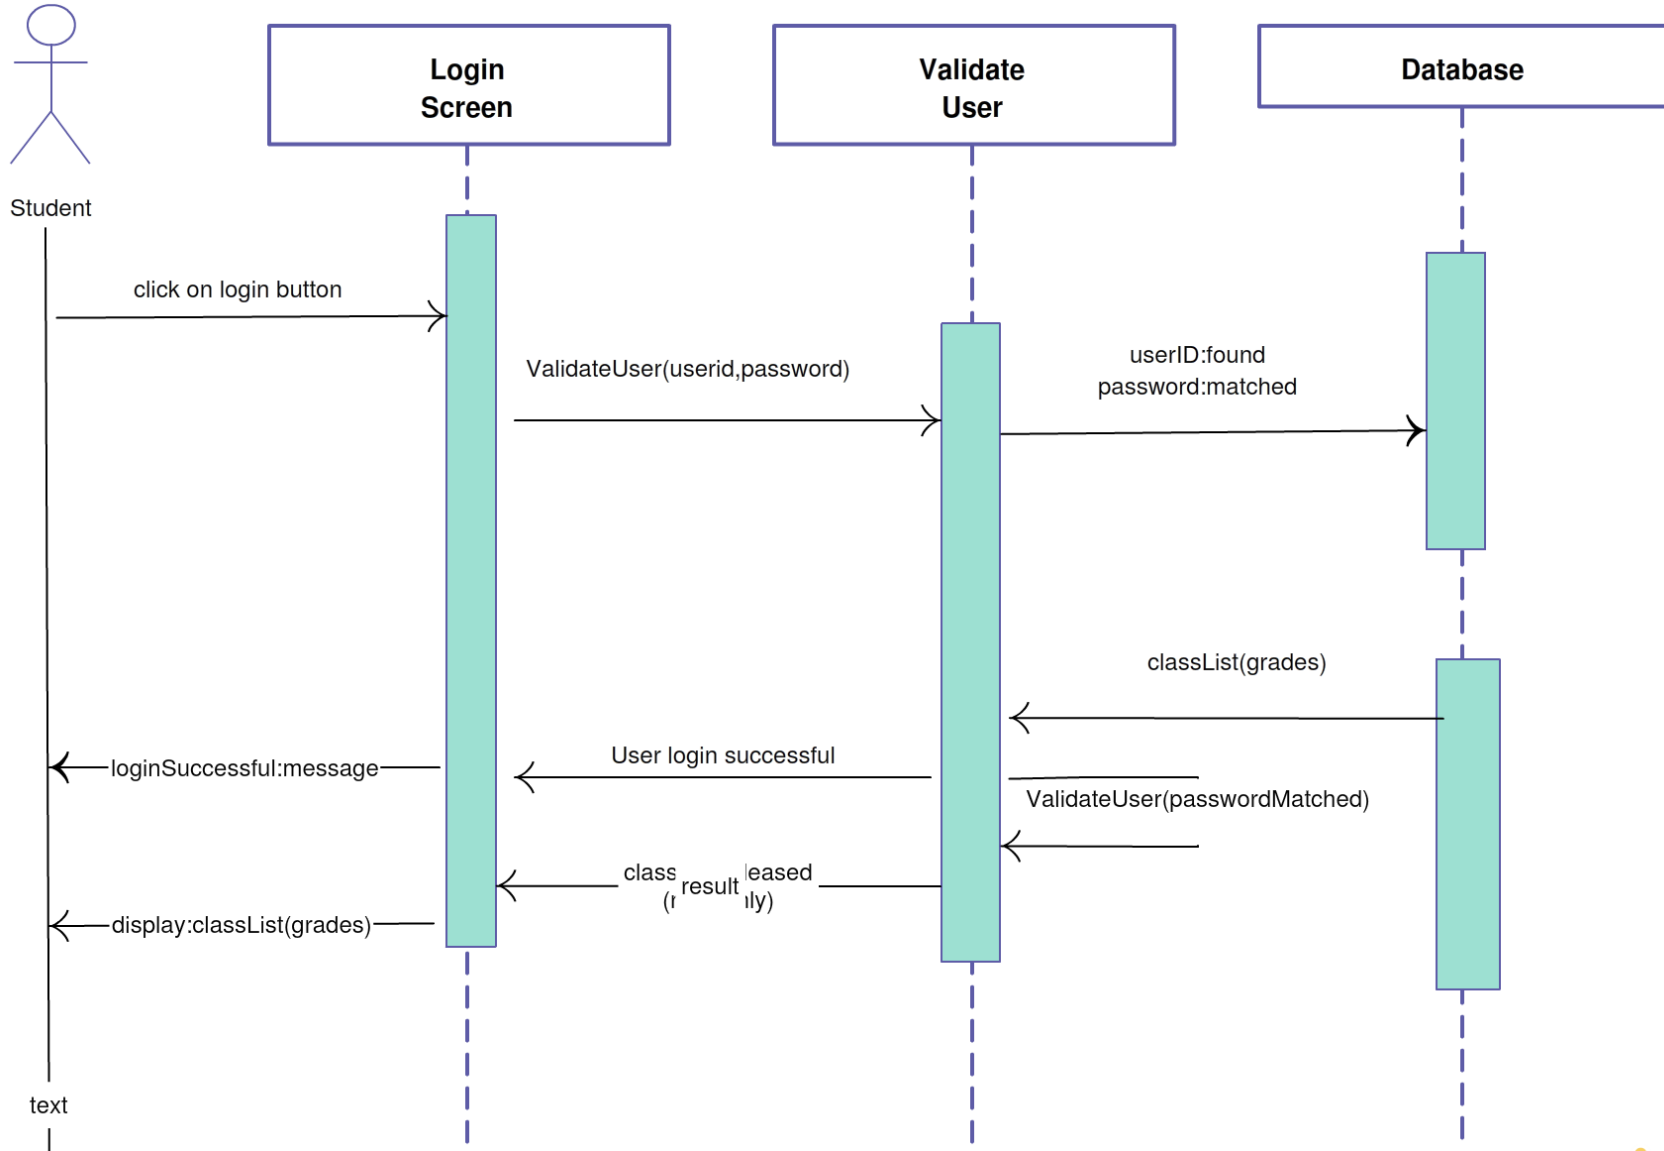 Login
Screen
Validate
User
Database
Student
click on login button
ValidateUser(userid,password)
userID:found
password:matched
classList(grades)
User login successful
loginSuccessful:message
ValidateUser(passwordMatched)
result
display:classList(grades)
text